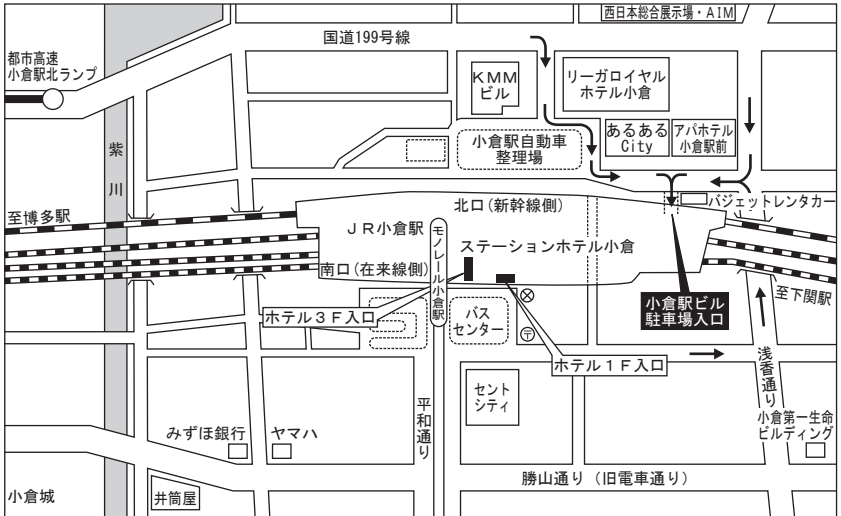 西日本総合展示場・AIM
国道199号線
都市高速
小倉駅北ランプ
KMM
ビル
リーガロイヤル
ホテル小倉
あるある
City
アパホテル
小倉駅前
小倉駅自動車
整理場
紫川
北口(新幹線側)
バジェットレンタカー
至博多駅
JR小倉駅
モノレール小倉駅
ステーションホテル小倉
南口(在来線側)
至下関駅
小倉駅ビル
駐車場入口
ホテル3F入口
バス
センター
〒
ホテル1F入口
浅香通り
セント
シティ
平和通り
小倉第一生命
ビルディング
みずほ銀行
ヤマハ
勝山通り(旧電車通り)
小倉城
井筒屋